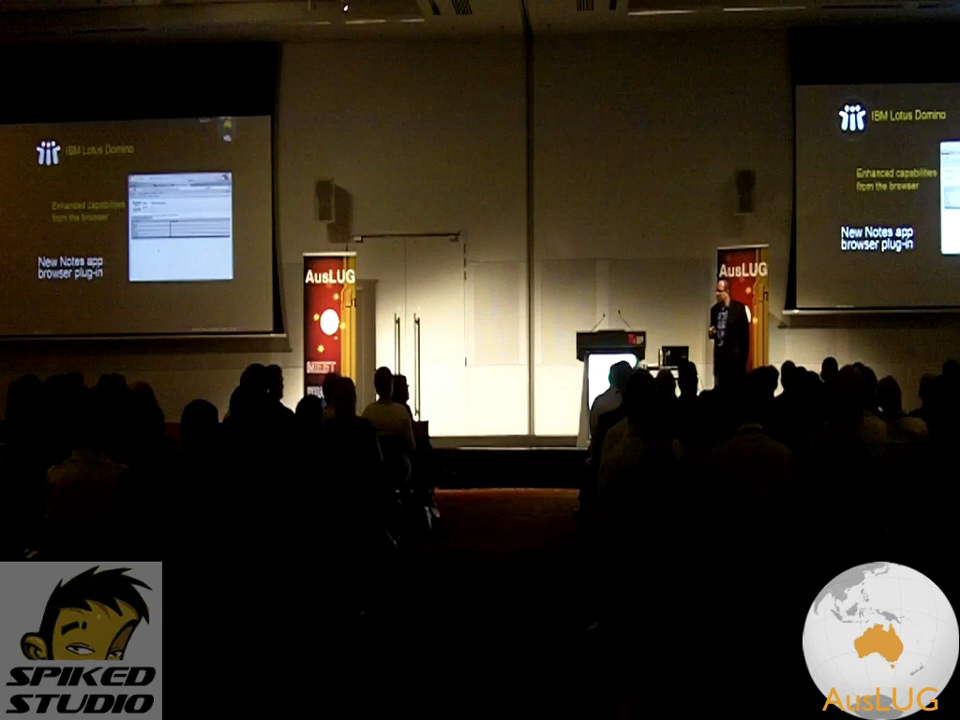 IBM Lotus Domino
Enhanced capabilities
from the browser
New Notes app
browser plug-in
AusLUG
MEET
AusLUG
IBM Lotus Domino
Enhanced capabilities
from the browser
New Notes app
browser plug-in
SPIKED
STUDIO
AusLUG